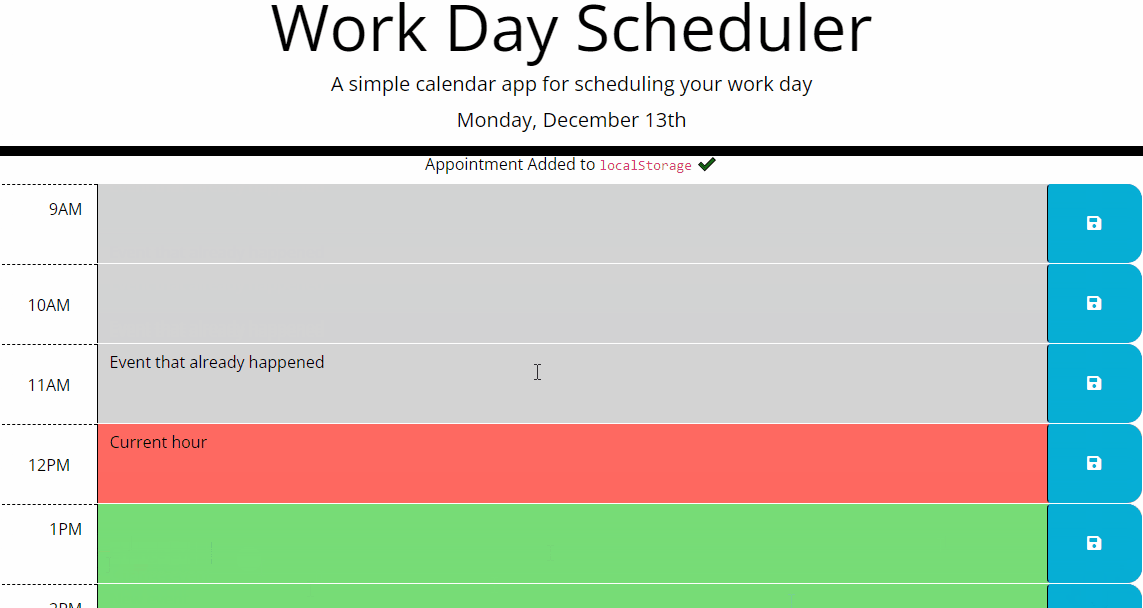 Work Day Scheduler
A simple calendar app for scheduling your work day
Monday, December 13th
Appointment Added to localStorage ✔
9AM
10AM
11AM Event that already happened
12PM Current hour
1PM
2PM